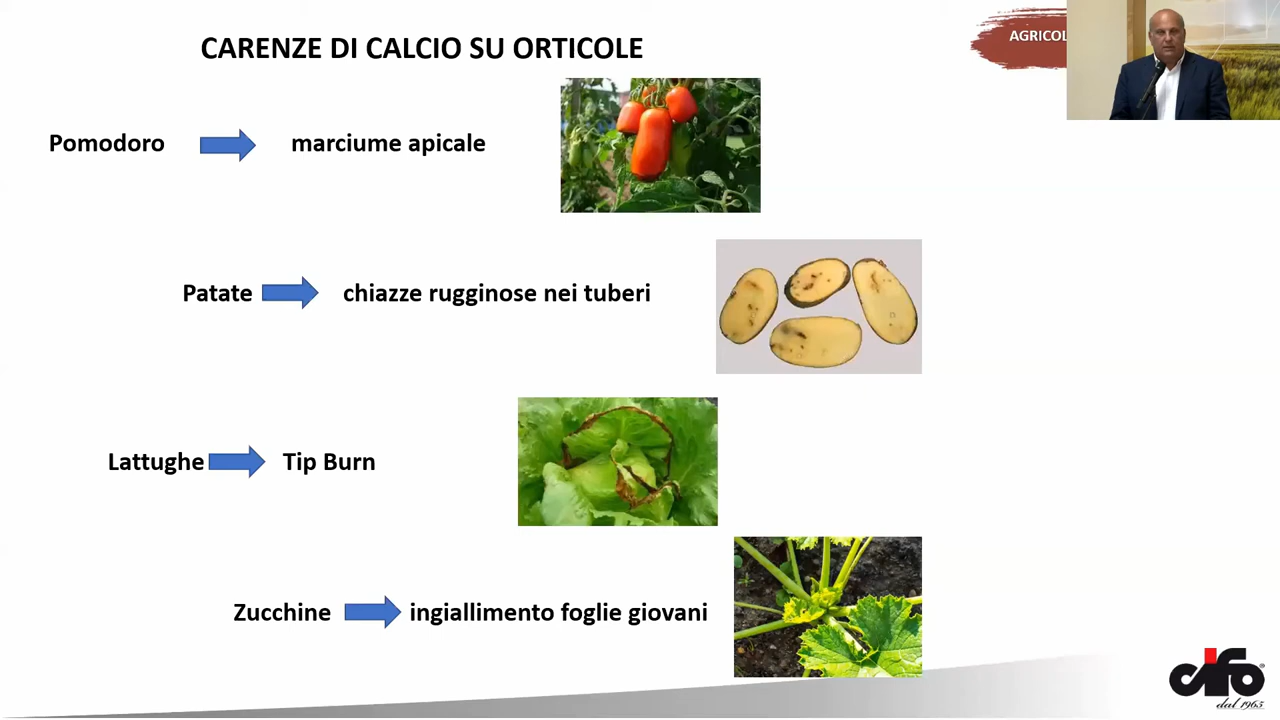 CARENZE DI CALCIO SU ORTICOLE
AGRICOL
Pomodoro marciume apicale
Patate chiazze rugginose nei tuberi
Lattughe Tip Burn
Zucchine ingiallimento foglie giovani
cifo
dal 1965